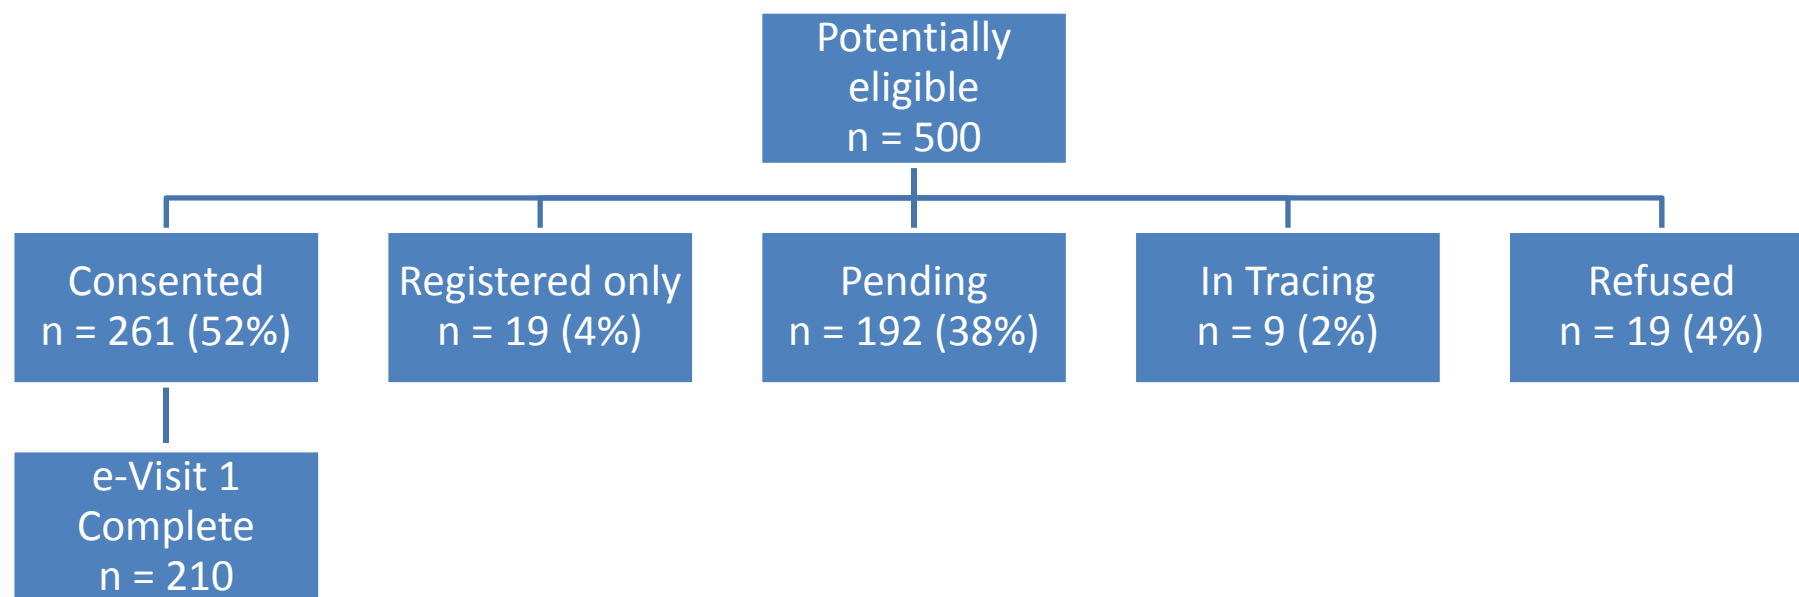 Potentially
eligible
n = 500
Consented
n = 261 (52%)
Registered only
n = 19 (4%)
Pending
n = 192 (38%)
In Tracing
n = 9 (2%)
Refused
n = 19 (4%)
e-Visit 1
Complete
n = 210